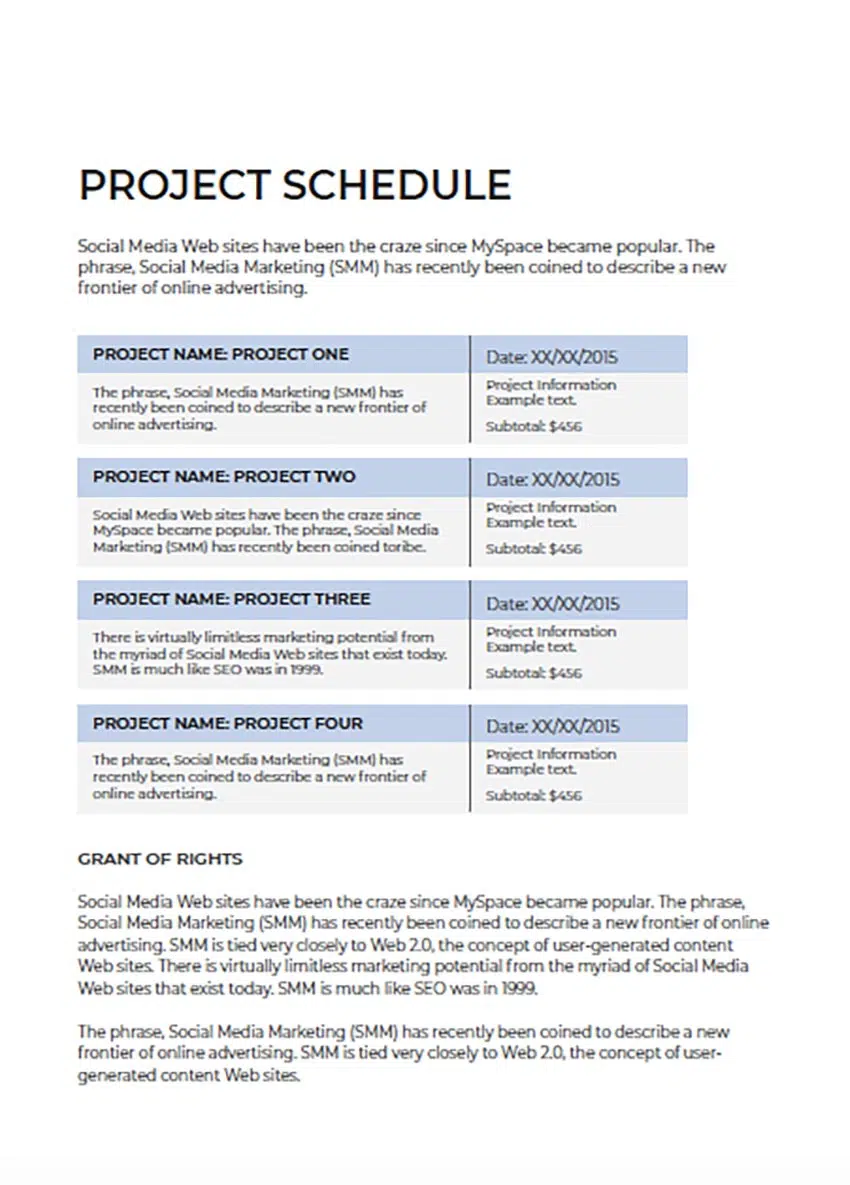 PROJECT SCHEDULE
Social Media Web sites have been the craze since MySpace became popular. The
phrase, Social Media Marketing (SMM) has recently been coined to describe a new
frontier of online advertising.
PROJECT NAME: PROJECT ONE
Date: XX/XX/2015
The phrase, Social Media Marketing (SMM) has
recently been coined to describe a new frontier of
online advertising.
Project Information
Example text.
Subtotal: $456
PROJECT NAME: PROJECT TWO
Date: XX/XX/2015
Social Media Web sites have been the craze since
MySpace became popular. The phrase, Social Media
Marketing (SMM) has recently been coined toribe.
Project Information
Example text.
Subtotal: $456
PROJECT NAME: PROJECT THREE
Date: XX/XX/2015
There is virtually limitless marketing potential from
the myriad of Social Media Web sites that exist today.
SMM is much like SEO was in 1999.
Project Information
Example text.
Subtotal: $456
PROJECT NAME: PROJECT FOUR
Date: XX/XX/2015
The phrase, Social Media Marketing (SMM) has
recently been coined to describe a new frontier of
online advertising.
Project Information
Example text.
Subtotal: $456
GRANT OF RIGHTS
Social Media Web sites have been the craze since MySpace became popular. The phrase,
Social Media Marketing (SMM) has recently been coined to describe a new frontier of online
advertising. SMM is tied very closely to Web 2.0, the concept of user-generated content
Web sites. There is virtually limitless marketing potential from the myriad of Social Media
Web sites that exist today. SMM is much like SEO was in 1999.
The phrase, Social Media Marketing (SMM) has recently been coined to describe a new
frontier of online advertising. SMM is tied very closely to Web 2.0, the concept of user-
generated content Web sites.